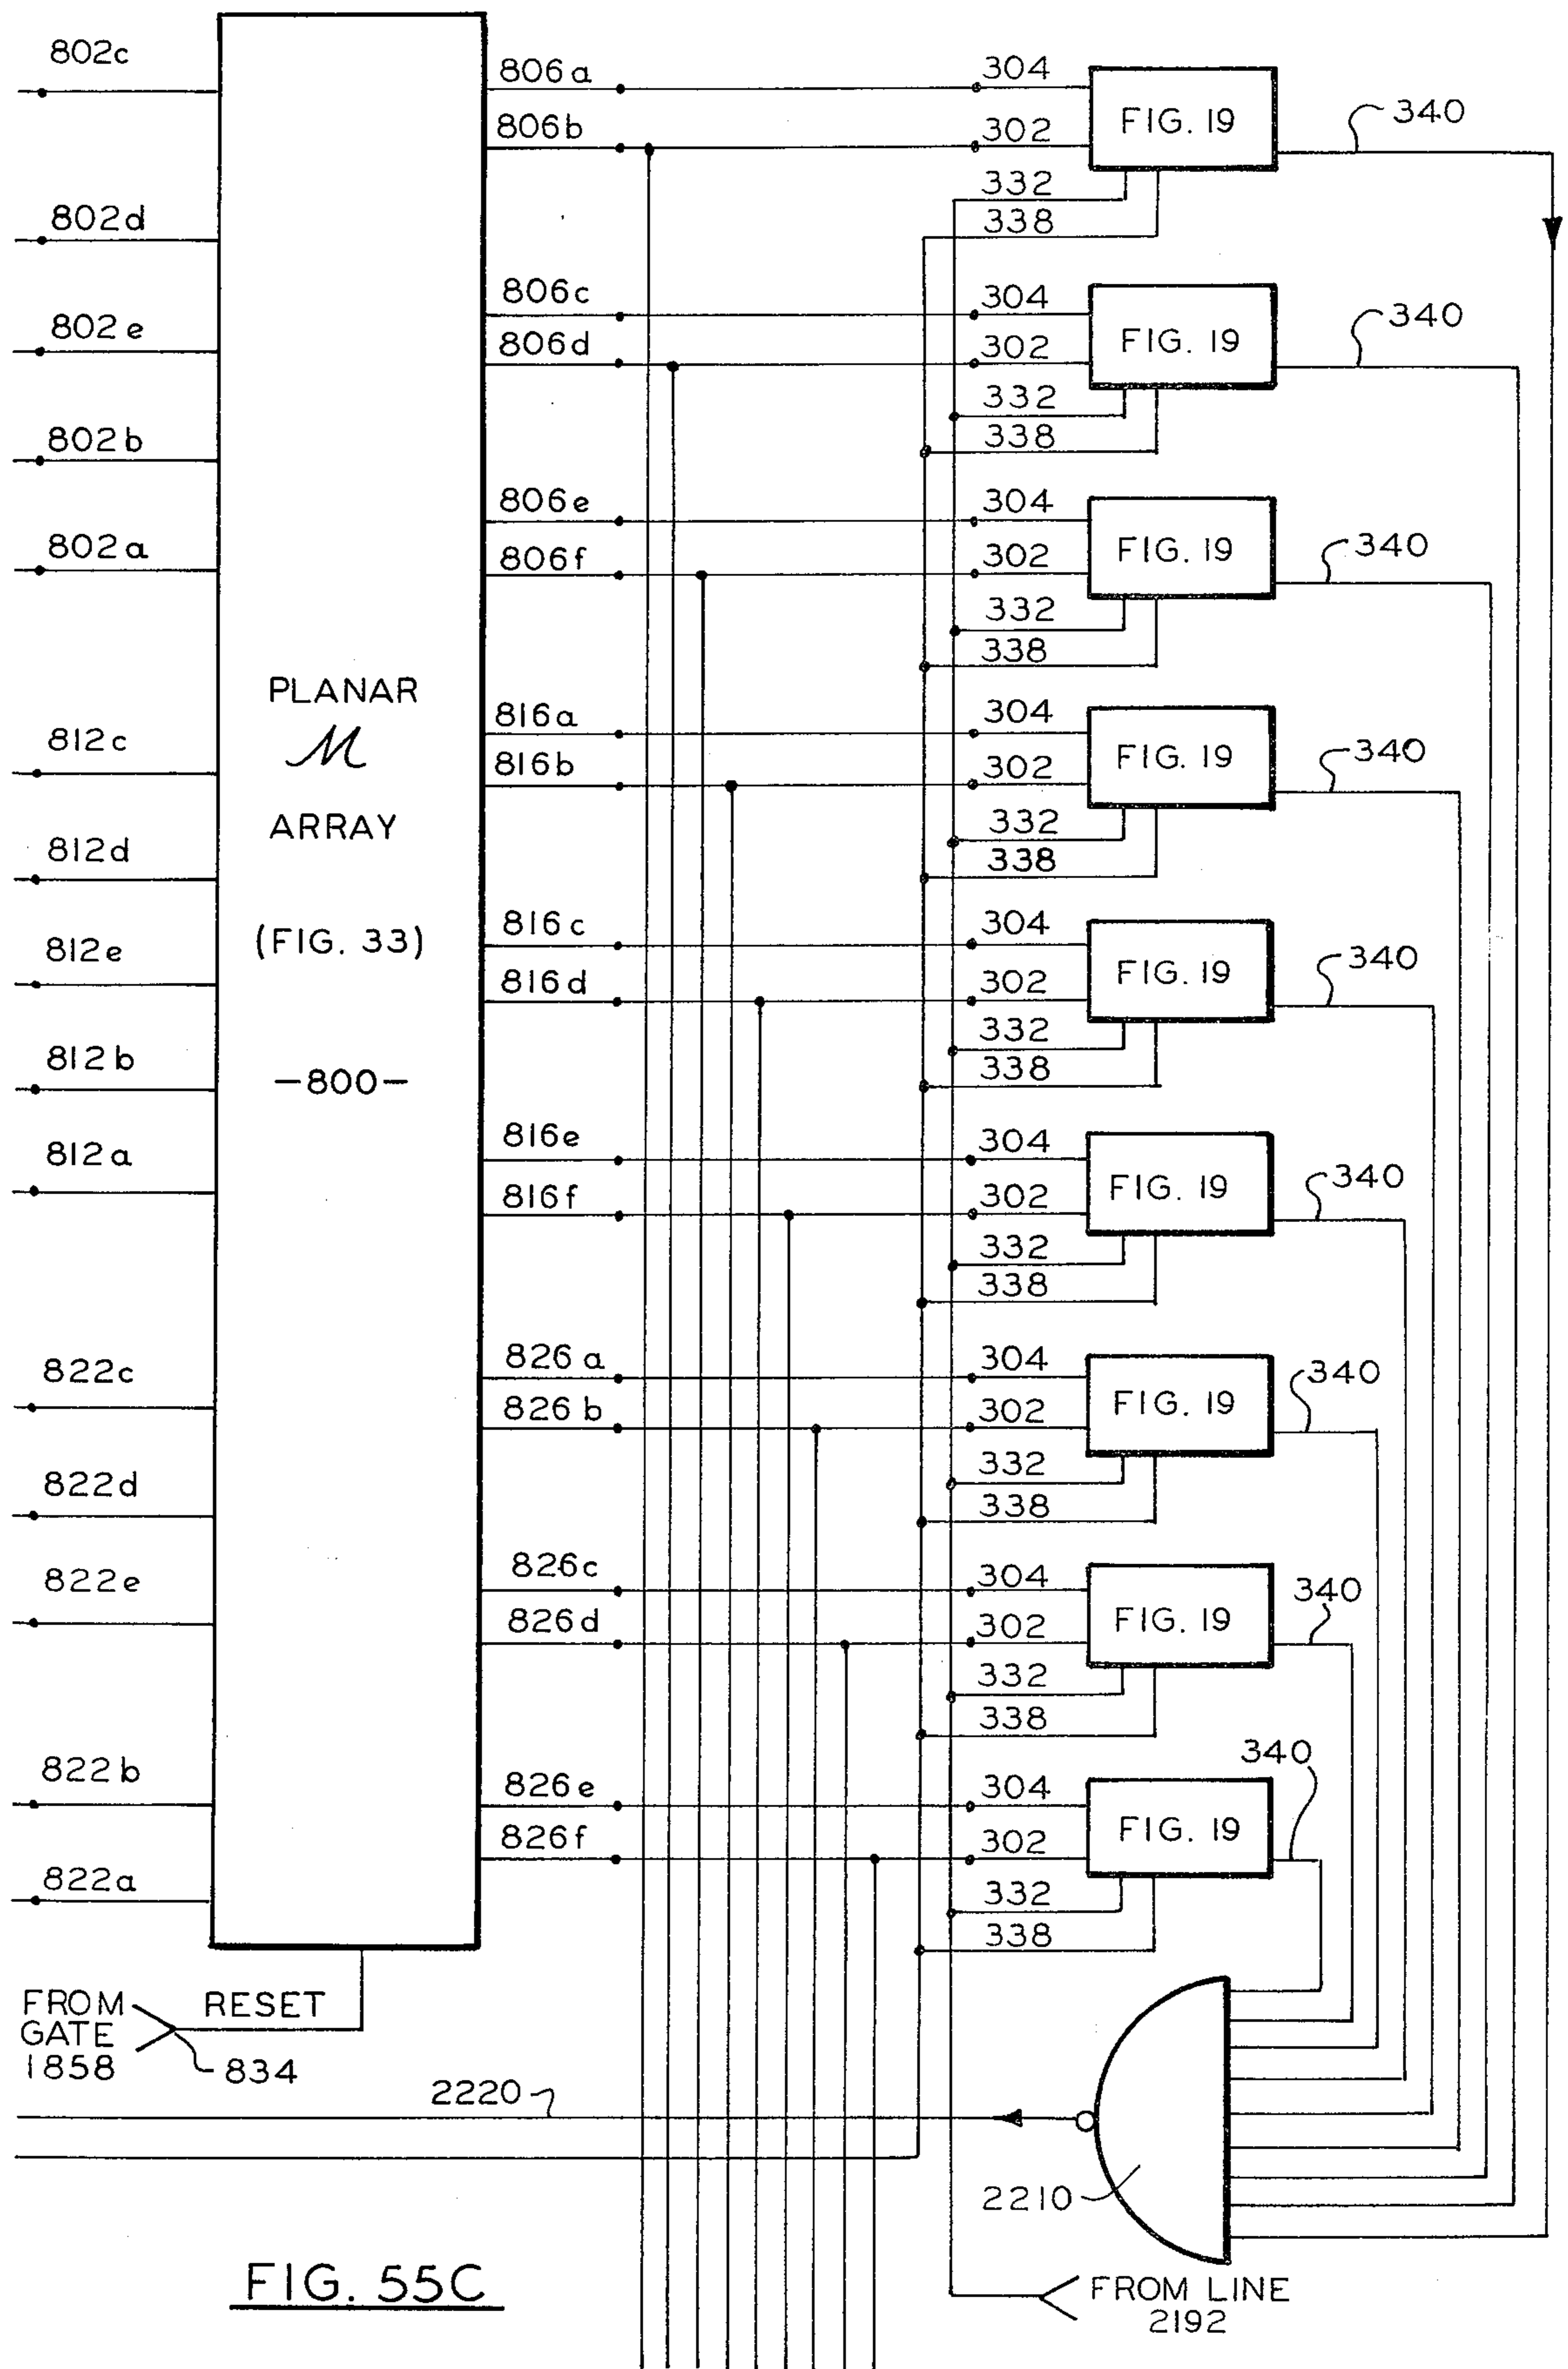 802c
802d
802e
802b
802a
812c
812d
812e
812b
812a
822c
822d
822e
822b
822a
PLANAR
M
ARRAY
(FIG. 33)
-800-
806a
806b
806c
806d
806e
806f
816a
816b
816c
816d
816e
816f
826a
826b
826c
826d
826e
826f
304
302
332
338
FIG. 19
340
304
302
332
338
FIG. 19
340
304
302
332
338
FIG. 19
340
304
302
332
338
FIG. 19
340
304
302
332
338
FIG. 19
340
304
302
332
338
FIG. 19
340
304
302
332
338
FIG. 19
340
304
302
332
338
FIG. 19
340
304
302
332
338
FIG. 19
340
FROM
GATE
1858
RESET
834
2220
2210
FROM LINE
2192
FIG. 55C